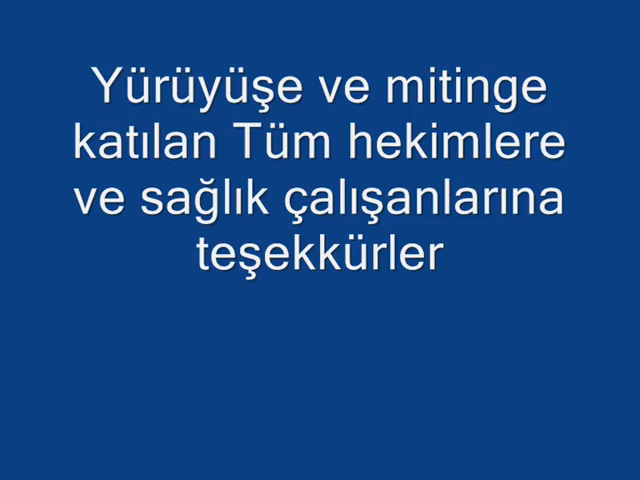 Yürüyüşe ve mitinge
katılan Tüm hekimlere
ve sağlık çalışanlarına
teşekkürler